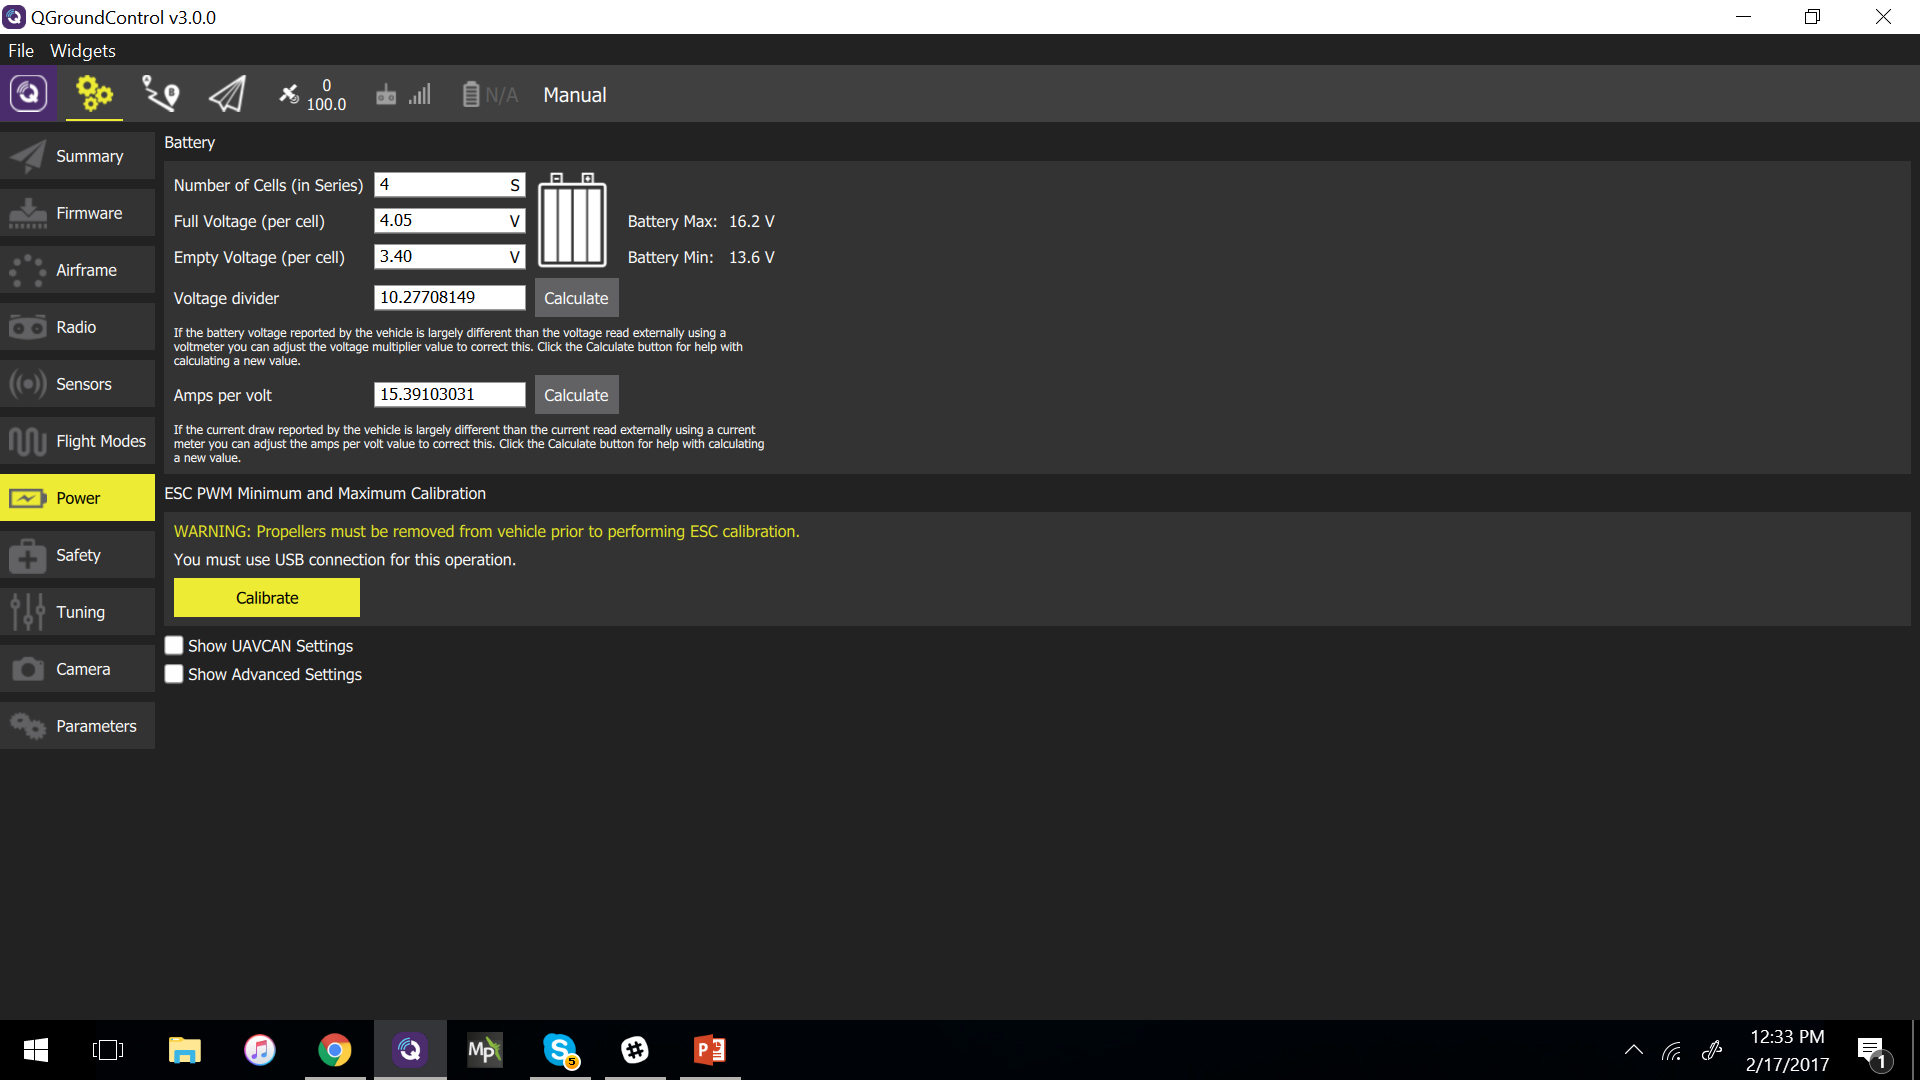 QGroundControl v3.0.0
File Widgets
0
100.0
N/A
Manual
Summary
Firmware
Airframe
Radio
Sensors
Flight Modes
Power
Safety
Tuning
Camera
Parameters
Battery
Number of Cells (in Series) 4 S
Full Voltage (per cell) 4.05 V Battery Max: 16.2 V
Empty Voltage (per cell) 3.40 V Battery Min: 13.6 V
Voltage divider 10.27708149 Calculate
If the battery voltage reported by the vehicle is largely different than the voltage read externally using a
voltmeter you can adjust the voltage multiplier value to correct this. Click the Calculate button for help with
calculating a new value.
Amps per volt 15.39103031 Calculate
If the current draw reported by the vehicle is largely different than the current read externally using a current
meter you can adjust the amps per volt value to correct this. Click the Calculate button for help with calculating
a new value.
ESC PWM Minimum and Maximum Calibration
WARNING: Propellers must be removed from vehicle prior to performing ESC calibration.
You must use USB connection for this operation.
Calibrate
Show UAVCAN Settings
Show Advanced Settings
Mp
5
P
12:33 PM
2/17/2017
1